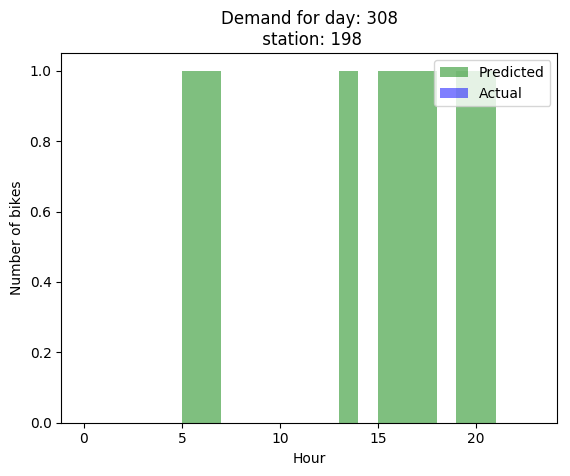 Demand for day: 308
station: 198
Predicted
Actual
1.0
0.8
0.6
0.4
0.2
0.0
Number of bikes
0
5
10
15
20
Hour